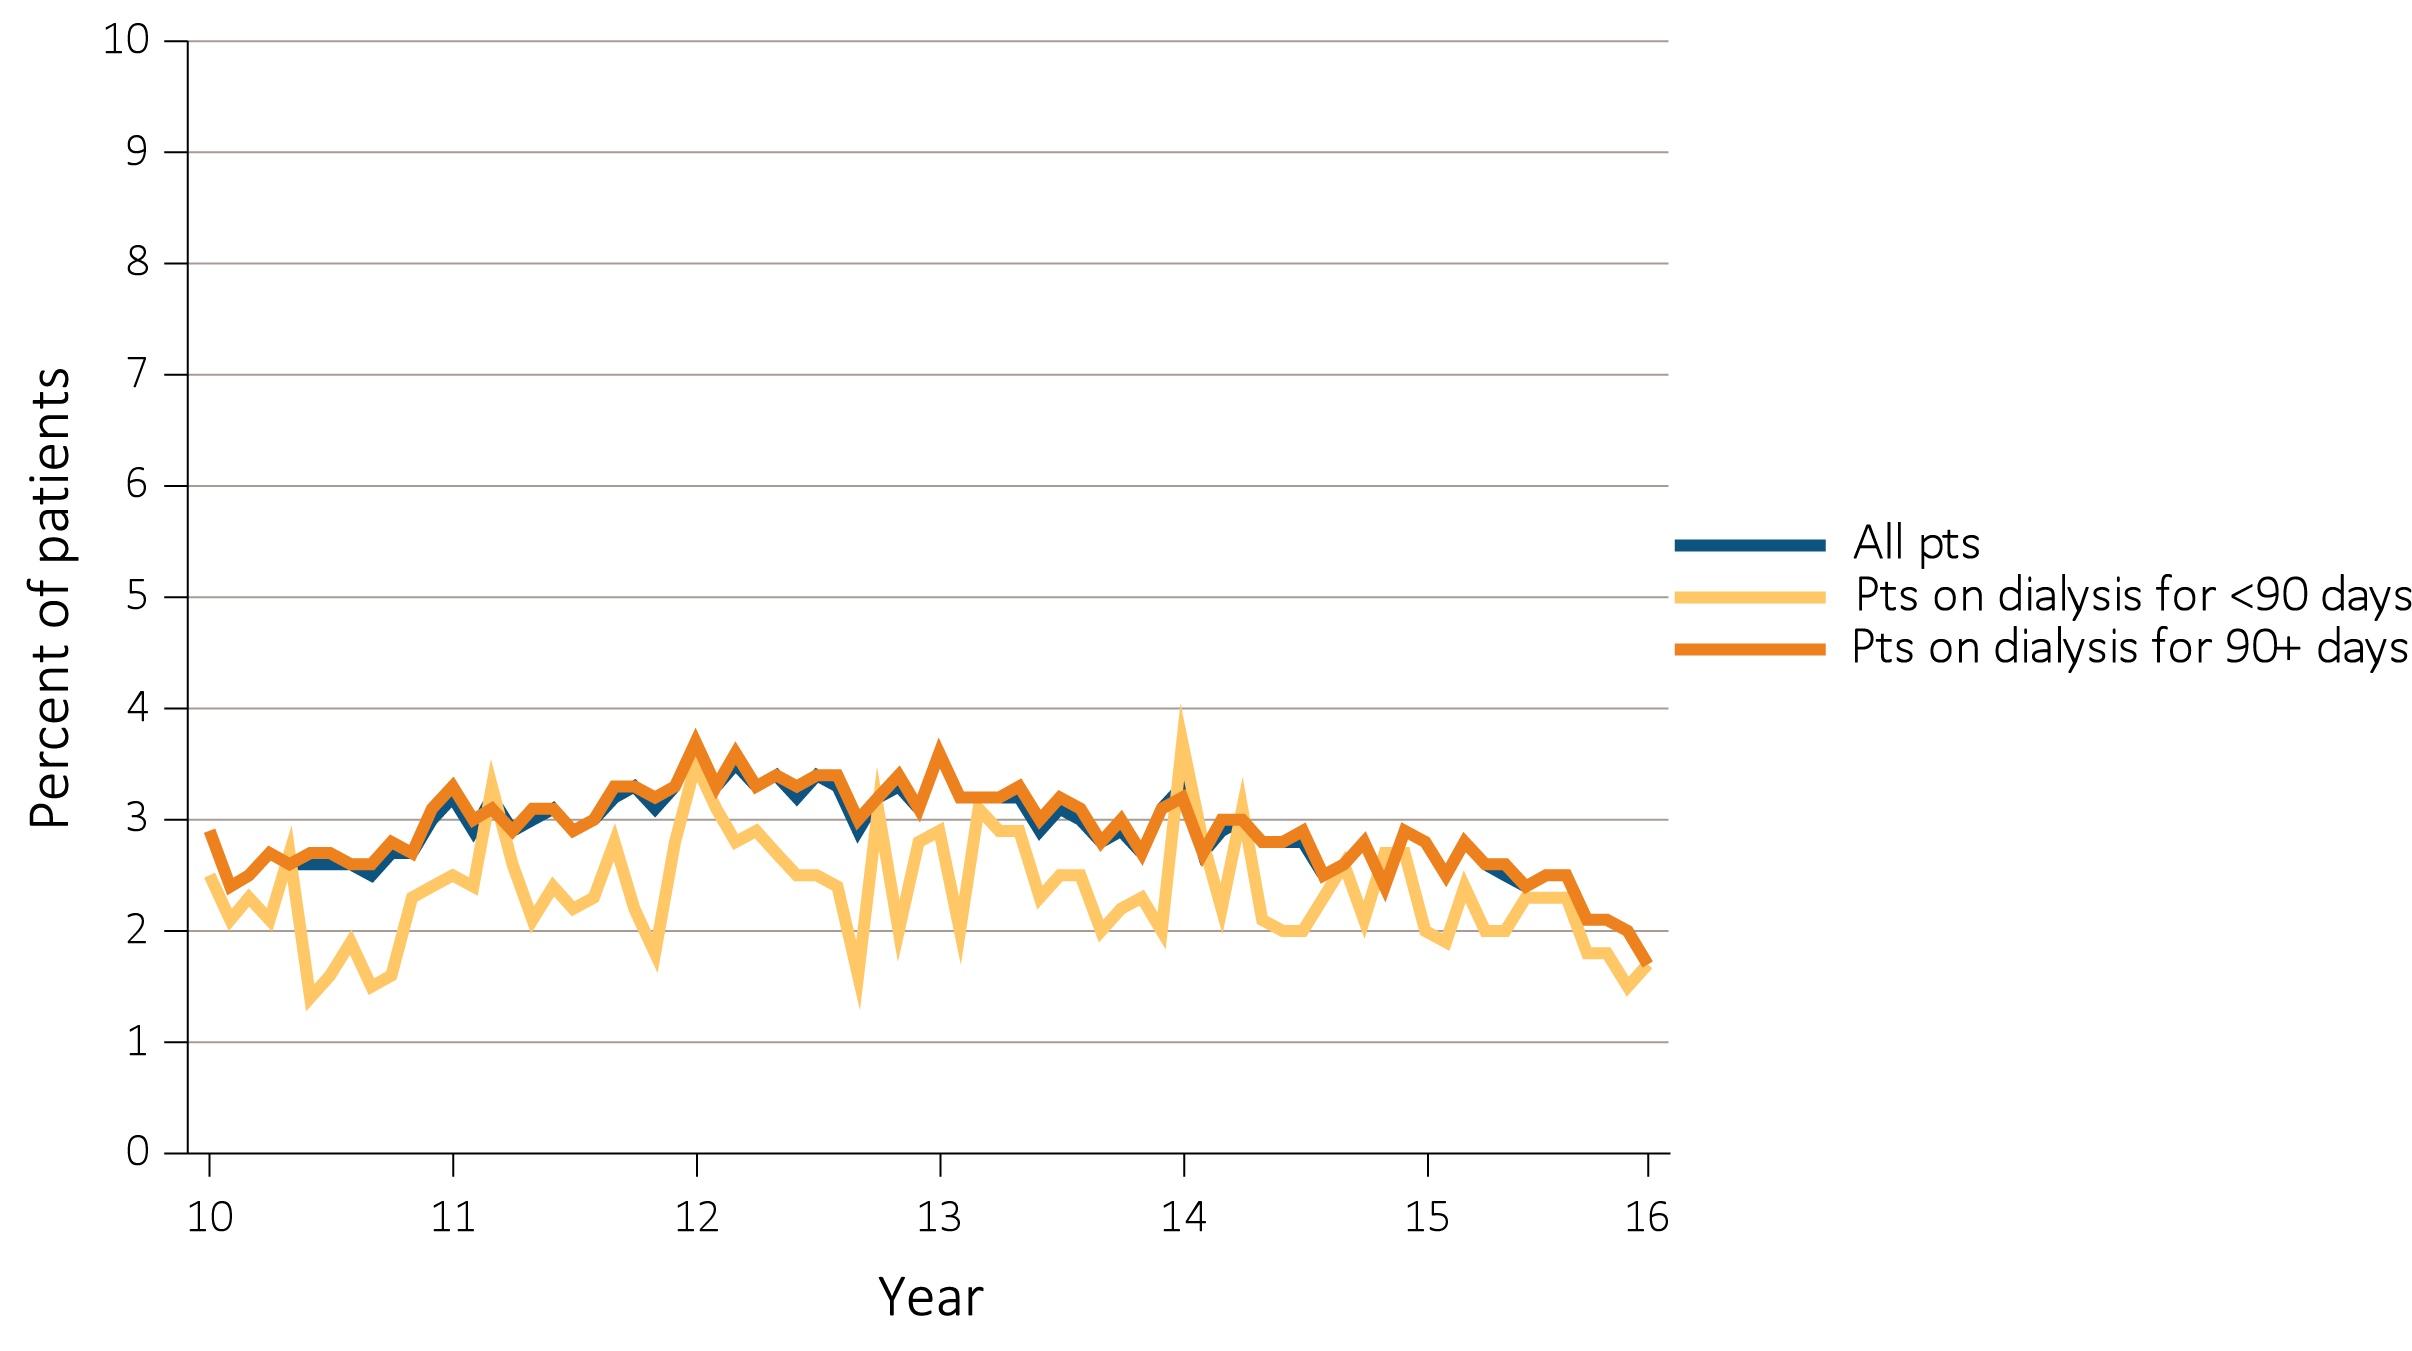 10
9
8
7
6
5
4
3
2
1
0
Percent of patients
10 11 12 13 14 15 16
Year
All pts
Pts on dialysis for <90 days
Pts on dialysis for 90+ days